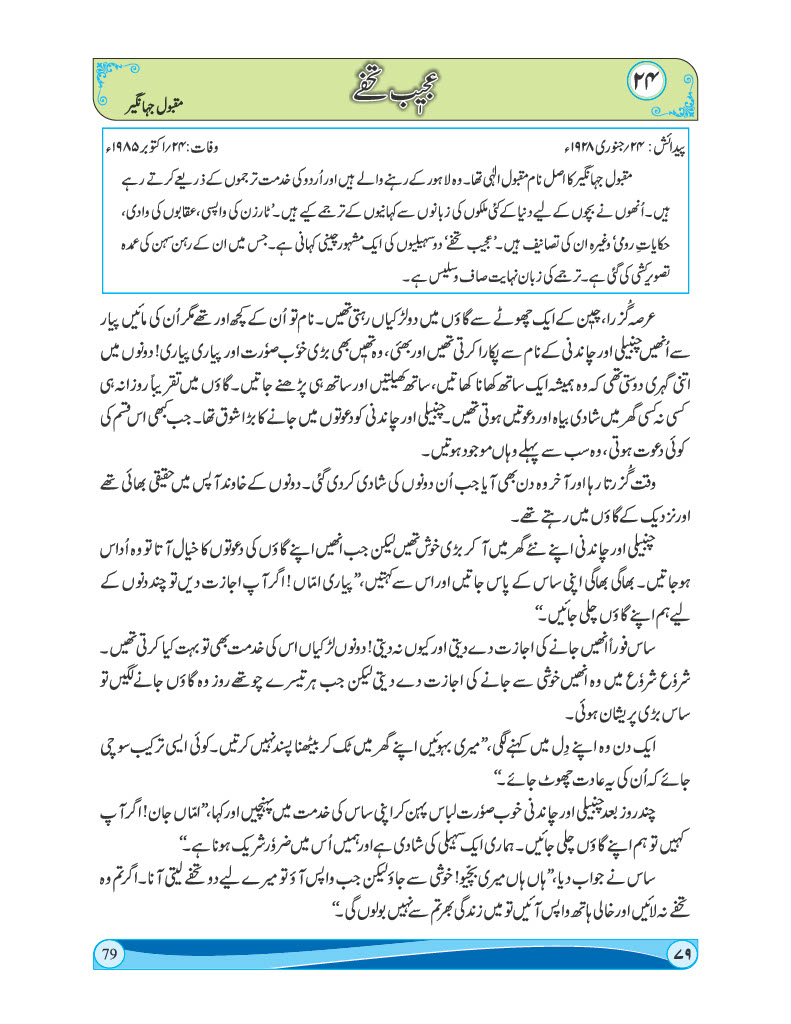 ۲۴
عجیب تحفے
مقبول جہانگیر
پیدائش : ۲۴؍جنوری ۱۹۲۸ء
وفات: ۲۴؍اکتوبر ۱۹۸۵ء
مقبول جہانگیر کا اصل نام مقبول الٰہی تھا۔ وہ لاہور کے رہنے والے ہیں اور اُردو کی خدمت ترجموں کے ذریعے کرتے رہے
ہیں۔ اُنھوں نے بچوں کے لیے دنیا کے کئی ملکوں کی زبانوں سے کہانیوں کے ترجمے کیے ہیں۔ ’ٹارزن کی واپسی، عقابوں کی وادی،
حکایاتِ رومی‘ وغیرہ ان کی تصانیف ہیں۔ ’عجیب تحفے‘ دو سہیلیوں کی ایک مشہور چینی کہانی ہے۔ جس میں ان کے رہن سہن کی عمدہ
تصویر کشی کی گئی ہے۔ ترجمے کی زبان نہایت صاف و سلیس ہے۔
عرصہ گُزرا، چین کے ایک چھوٹے سے گاؤں میں دو لڑکیاں رہتی تھیں۔ نام تو اُن کے کچھ اور تھے مگر اُن کی مائیں پیار
سے اُنھیں چنبیلی اور چاندنی کے نام سے پکارا کرتی تھیں اور بھئی، وہ تھیں بھی بڑی خوٗب صوٗرت اور پیاری پیاری! دونوں میں
اتنی گہری دوستی تھی کہ وہ ہمیشہ ایک ساتھ کھانا کھاتیں، ساتھ کھیلتیں اور ساتھ ہی پڑھنے جاتیں۔ گاؤں میں تقریباً روزانہ ہی
کسی نہ کسی گھر میں شادی بیاہ اور دعوتیں ہوتی تھیں۔ چنبیلی اور چاندنی کو دعوتوں میں جانے کا بڑا شوق تھا۔ جب کبھی اس قسم کی
کوئی دعوت ہوتی، وہ سب سے پہلے وہاں موجود ہوتیں۔
وقت گُزرتا رہا اور آخر وہ دن بھی آیا جب اُن دونوں کی شادی کر دی گئی۔ دونوں کے خاوند آپس میں حقیقی بھائی تھے
اور نزدیک کے گاؤں میں رہتے تھے۔
چنبیلی اور چاندنی اپنے نئے گھر میں آ کر بڑی خوش تھیں لیکن جب انھیں اپنے گاؤں کی دعوتوں کا خیال آتا تو وہ اُداس
ہو جاتیں۔ بھاگی بھاگی اپنی ساس کے پاس جاتیں اور اس سے کہتیں، ’’پیاری امّاں! اگر آپ اجازت دیں تو چند دنوں کے
لیے ہم اپنے گاؤں چلی جائیں۔‘‘
ساس فوراً اُنھیں جانے کی اجازت دے دیتی اور کیوں نہ دیتی! دونوں لڑکیاں اس کی خدمت بھی تو بہت کیا کرتی تھیں۔
شروٗع شروٗع میں وہ انھیں خوشی سے جانے کی اجازت دے دیتی لیکن جب ہر تیسرے چوتھے روز وہ گاؤں جانے لگیں تو
ساس بڑی پریشان ہوئی۔
ایک دن وہ اپنے دِل میں کہنے لگی، ’’میری بہوئیں اپنے گھر میں ٹک کر بیٹھنا پسند نہیں کرتیں۔ کوئی ایسی ترکیب سوچی
جائے کہ اُن کی یہ عادت چھوٹ جائے۔‘‘
چند روز بعد چنبیلی اور چاندنی خوب صوٗرت لباس پہن کر اپنی ساس کی خدمت میں پہنچیں اور کہا، ’’امّاں جان! اگر آپ
کہیں تو ہم اپنے گاؤں چلی جائیں۔ ہماری ایک سہیلی کی شادی ہے اور ہمیں اُس میں ضروٗر شریک ہونا ہے۔‘‘
ساس نے جواب دیا، ’’ہاں ہاں میری بچّیو! خوشی سے جاؤ لیکن جب واپس آؤ تو میرے لیے دو تحفے لیتی آنا۔ اگر تم وہ
تحفے نہ لائیں اور خالی ہاتھ واپس آئیں تو میں زندگی بھر تم سے نہیں بولوں گی۔‘‘
79
۷۹